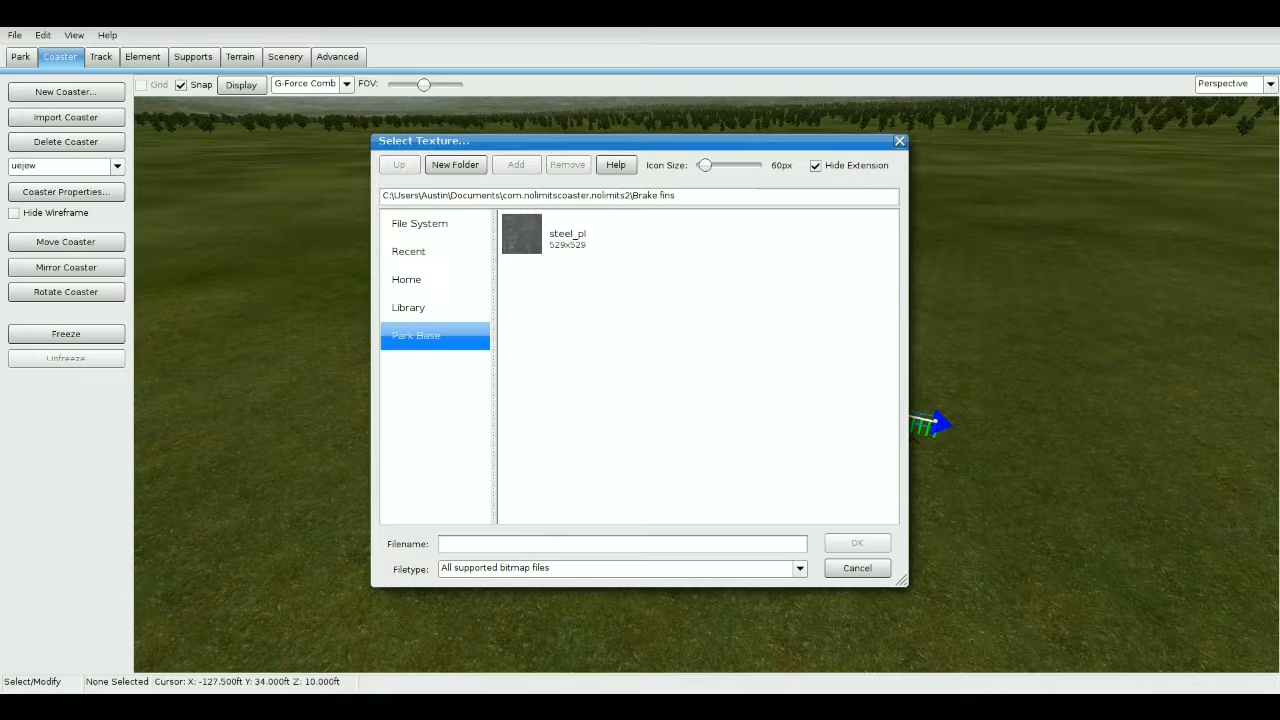 File Edit View Help
Park Coaster Track Element Supports Terrain Scenery Advanced
New Coaster... Grid Snap Display G-Force Comb FOV: Perspective
Import Coaster
Delete Coaster
uejew
Coaster Properties...
Hide Wireframe
Move Coaster
Mirror Coaster
Rotate Coaster
Freeze
Unfreeze
Select Texture...
Up New Folder Add Remove Help Icon Size: 60px Hide Extension
C:\Users\Austin\Documents\com.nolimitscoaster.nolimits2\Brake fins
File System
Recent
Home
Library
Park Base
steel_pl
529x529
Filename: OK
Filetype: All supported bitmap files Cancel
Select/Modify None Selected Cursor: X: -127.500ft Y: 34.000ft Z: 10.000ft